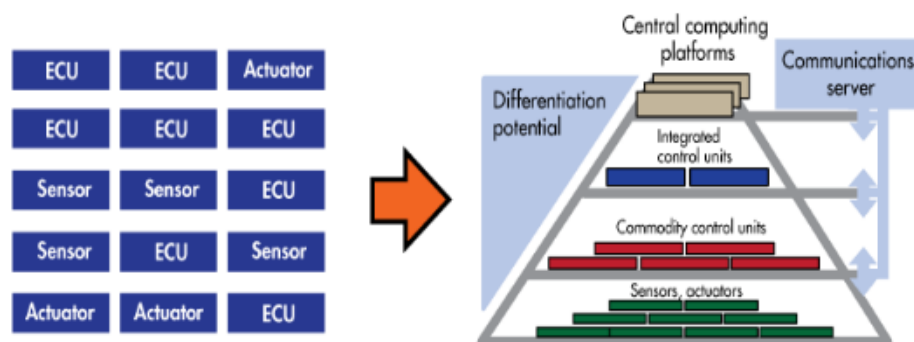 ECU ECU Actuator
ECU ECU ECU
Sensor Sensor ECU
Sensor ECU Sensor
Actuator Actuator ECU
Central computing
platforms
Communications
server
Differentiation
potential
Integrated
control units
Commodity control units
Sensors, actuators